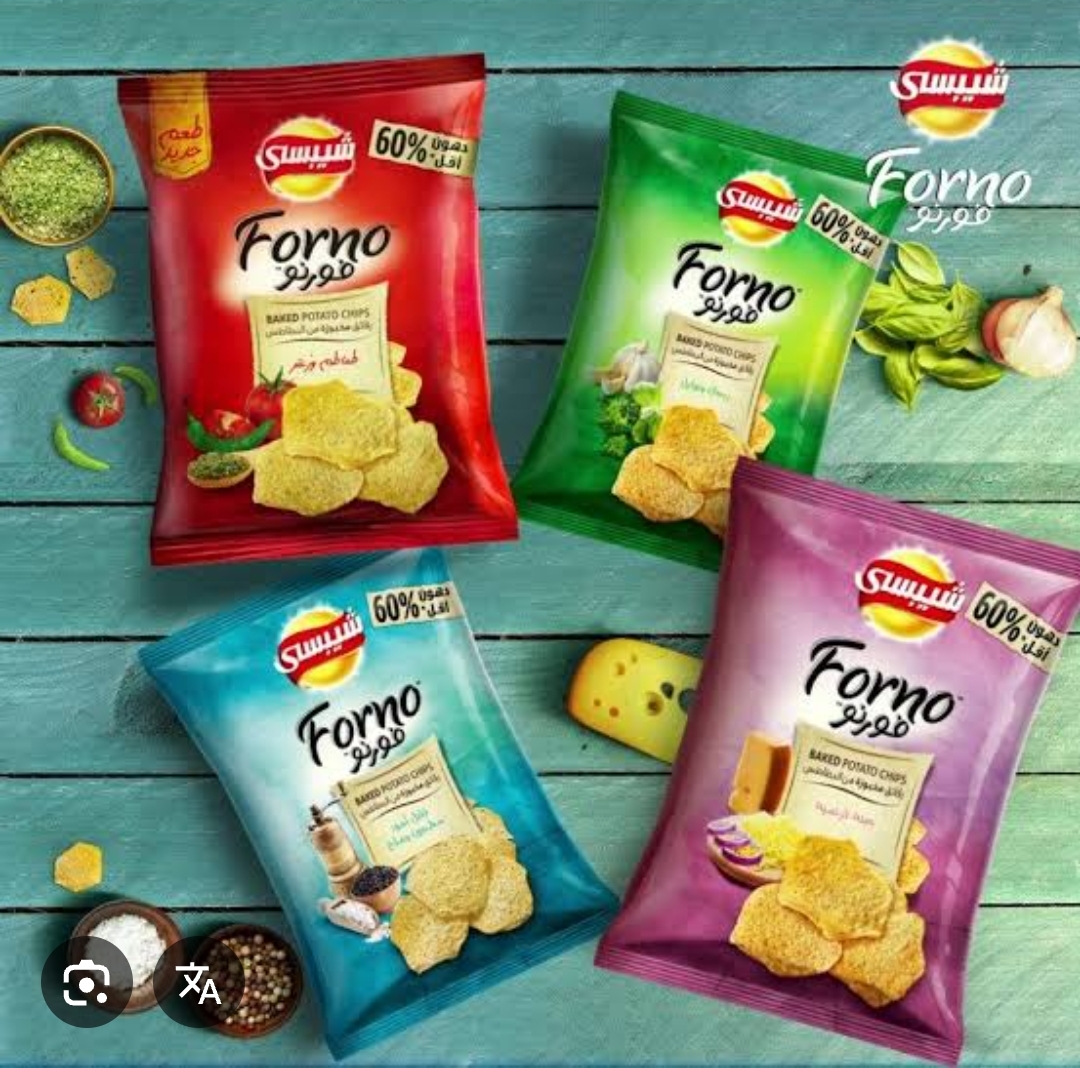 شيبسي
Forno
فورنو
طعم
جديد
شيبسي
60% دهون أقل*
Forno
فورنو
BAKED POTATO CHIPS
رقائق مخبوزة من البطاطس
شيبسي
60% دهون أقل*
Forno
فورنو
BAKED POTATO CHIPS
رقائق مخبوزة من البطاطس
شيبسي
60% دهون أقل*
Forno
فورنو
BAKED POTATO CHIPS
رقائق مخبوزة من البطاطس
شيبسي
60% دهون أقل*
Forno
فورنو
BAKED POTATO CHIPS
رقائق مخبوزة من البطاطس